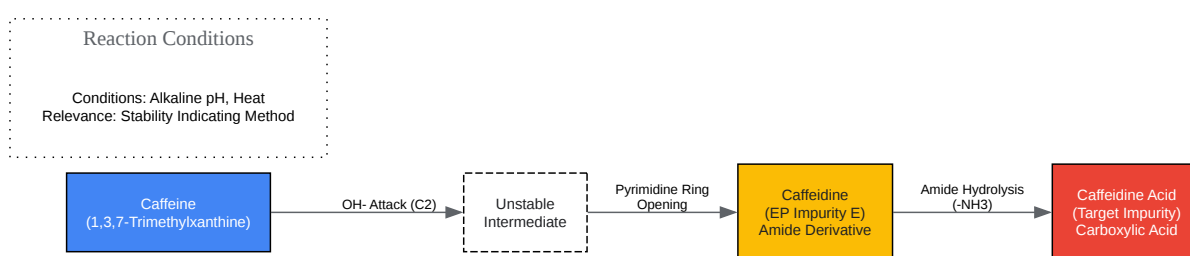 Reaction Conditions
Conditions: Alkaline pH, Heat
Relevance: Stability Indicating Method
Caffeine
(1,3,7-Trimethylxanthine)
OH- Attack (C2)
Unstable
Intermediate
Pyrimidine Ring
Opening
Caffeidine
(EP Impurity E)
Amide Derivative
Amide Hydrolysis
(-NH3)
Caffeidine Acid
(Target Impurity)
Carboxylic Acid